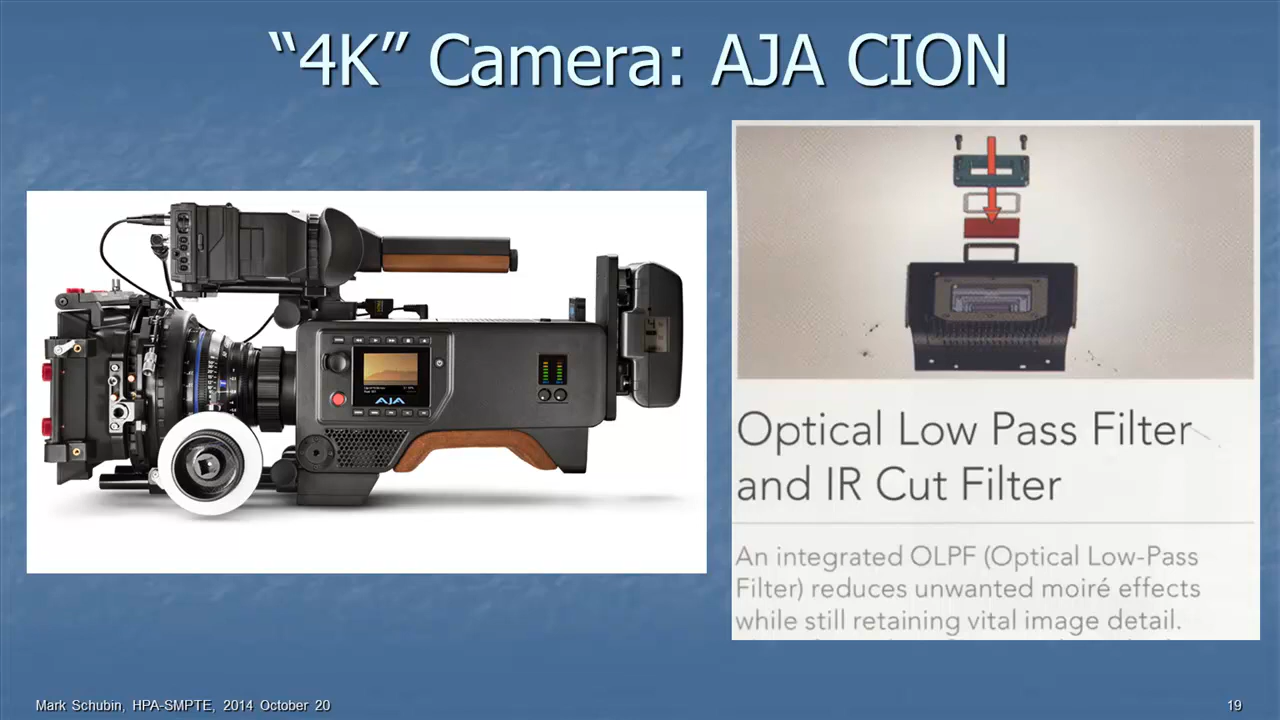 “4K” Camera: AJA CION
AJA
Optical Low Pass Filter
and IR Cut Filter
An integrated OLPF (Optical Low-Pass
Filter) reduces unwanted moiré effects
while still retaining vital image detail.
Mark Schubin, HPA-SMPTE, 2014 October 20
19